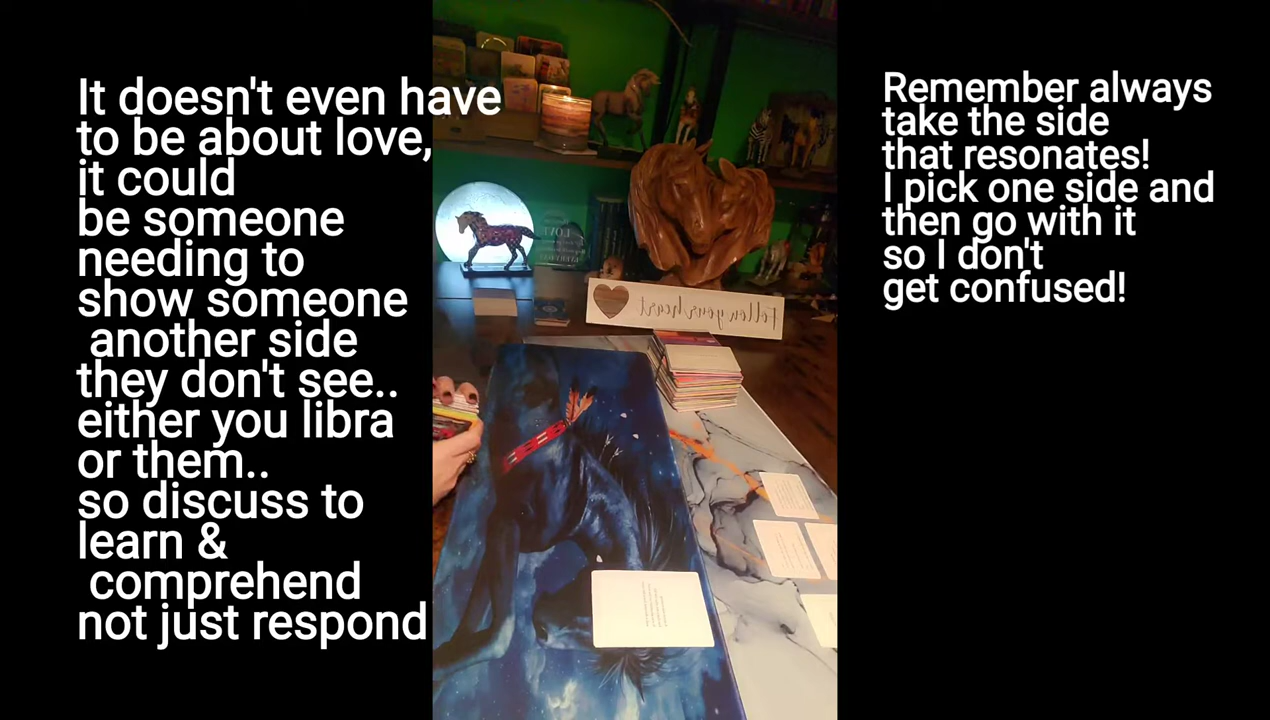 It doesn't even have
to be about love,
it could
be someone
needing to
show someone
another side
they don't see..
either you libra
or them..
so discuss to
learn &
comprehend
not just respond
Remember always
take the side
that resonates!
I pick one side and
then go with it
so I don't
get confused!
LOVE
Follow your heart